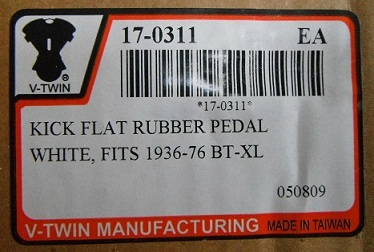 17-0311 EA
V-TWIN ®
*17-0311*
KICK FLAT RUBBER PEDAL
WHITE, FITS 1936-76 BT-XL
050809
V-TWIN MANUFACTURING MADE IN TAIWAN